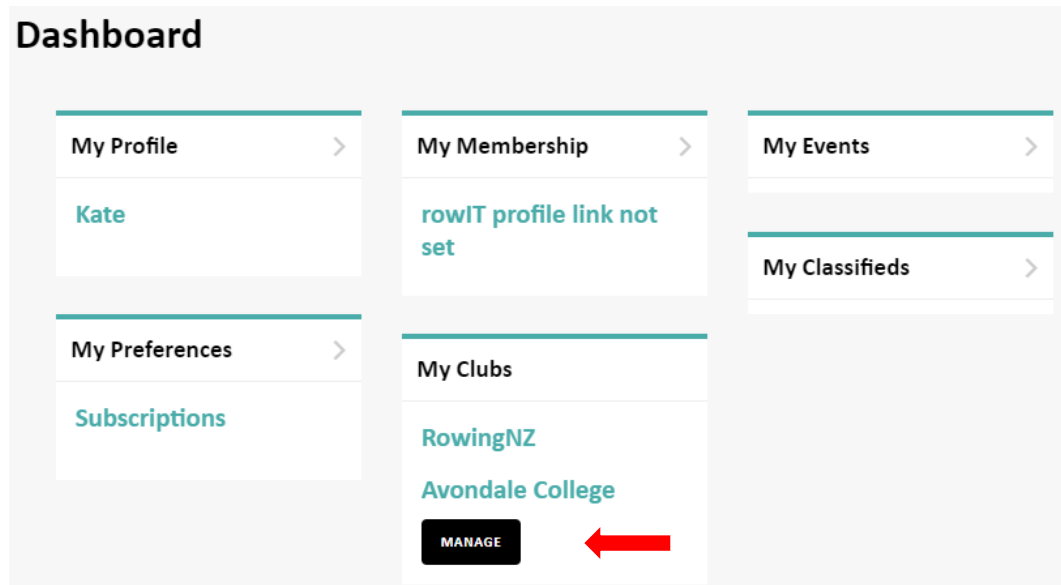 Dashboard
My Profile
Kate
My Preferences
Subscriptions
My Membership
rowIT profile link not
set
My Clubs
RowingNZ
Avondale College
MANAGE
My Events
My Classifieds